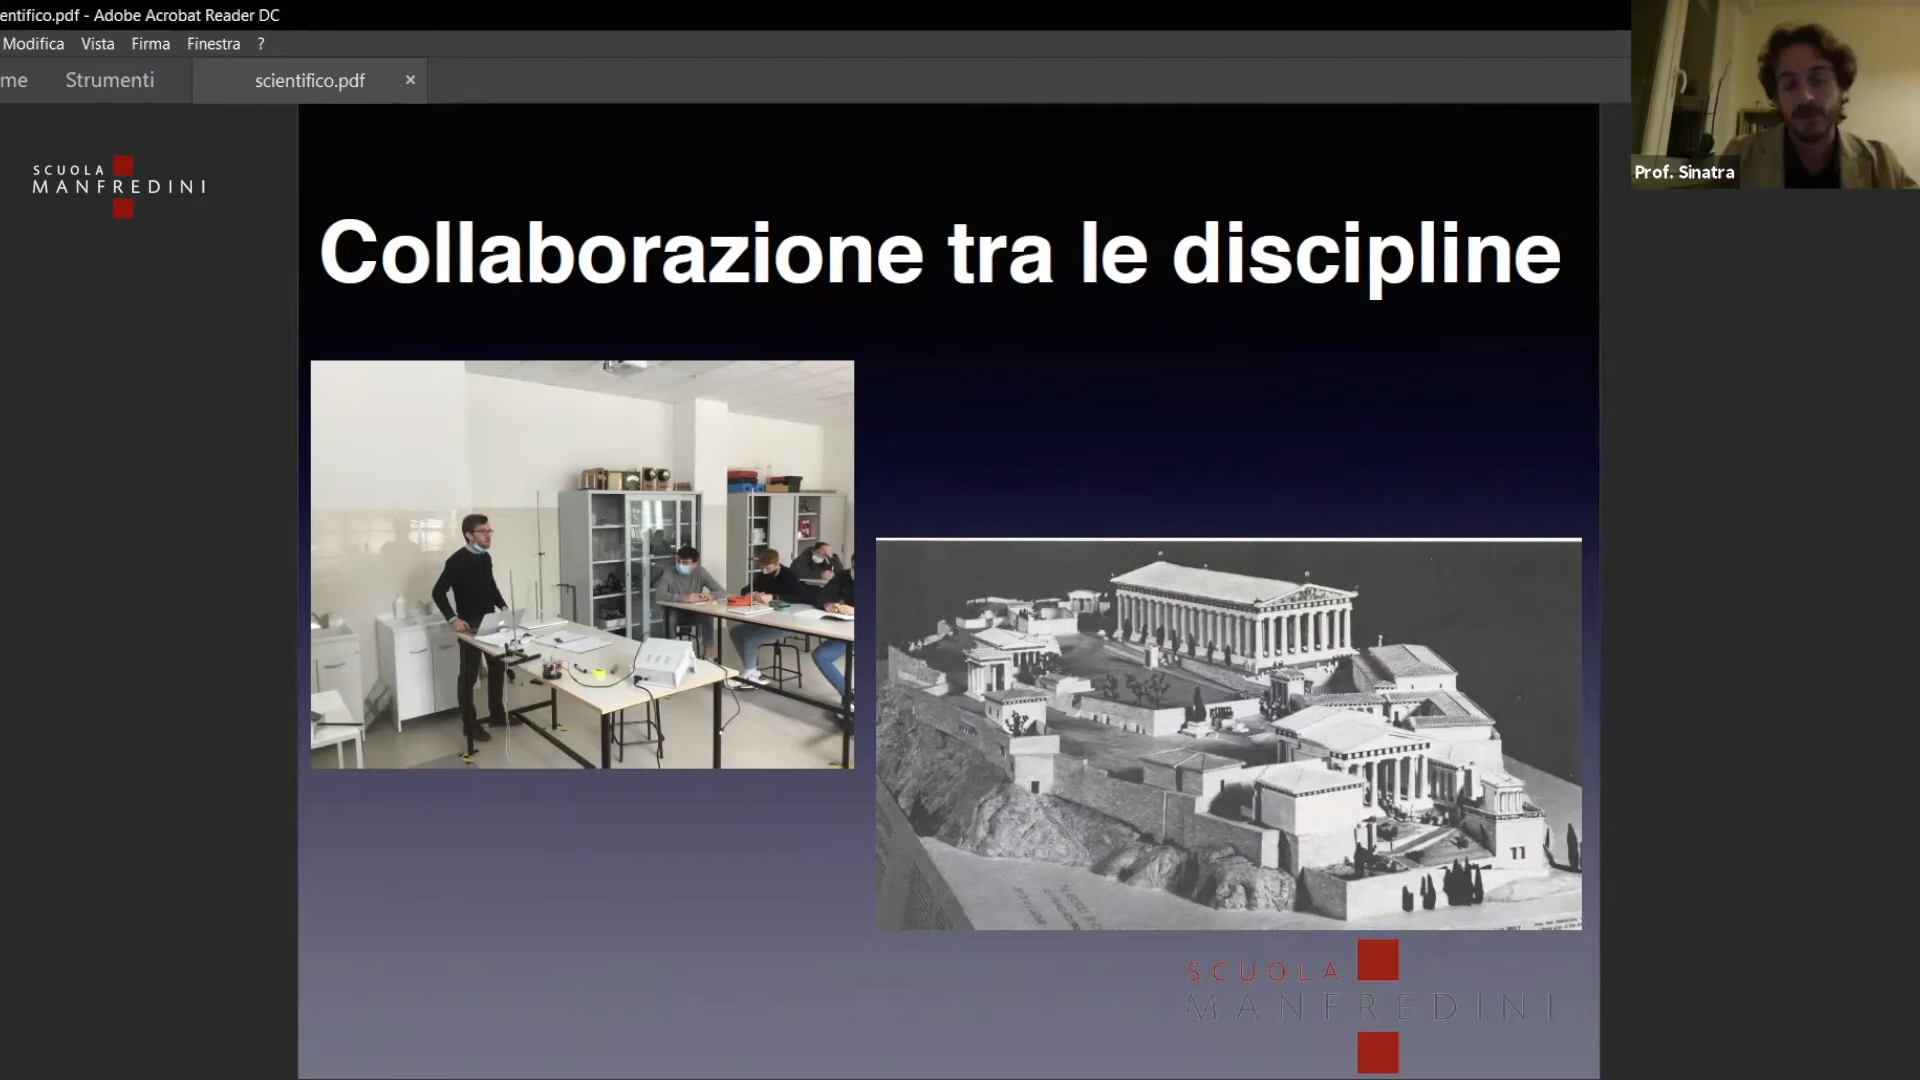 entifico.pdf - Adobe Acrobat Reader DC
Modifica Vista Firma Finestra ?
me Strumenti scientifico.pdf ×
SCUOLA
MANFREDINI
Prof. Sinatra
Collaborazione tra le discipline
SCUOLA
MANFREDINI